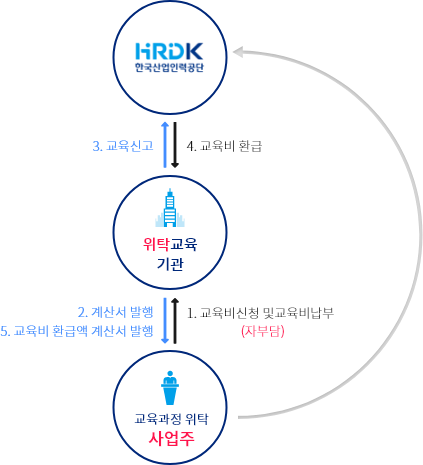 HRDK
한국산업인력공단
3. 교육신고
4. 교육비 환급
위탁교육
기관
2. 계산서 발행
5. 교육비 환급액 계산서 발행
1. 교육비신청 및교육비납부
(자부담)
교육과정 위탁
사업주